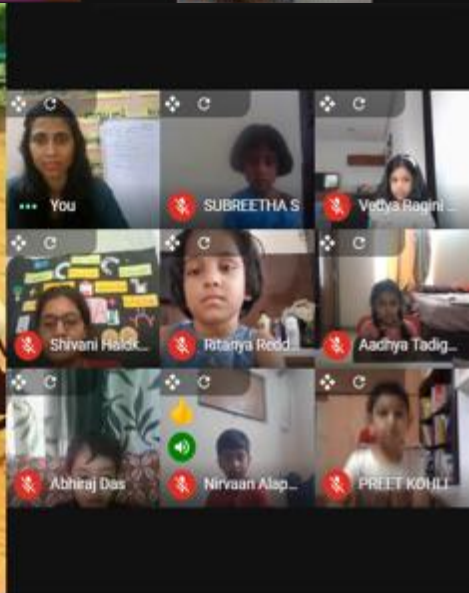 You
SUBREETHA S
Vedya Ragini ...
Shivani Haldk...
Ritanya Redd...
Aadhya Tadig...
Abhiraj Das
Nirvaan Alap...
PREET KOHLI